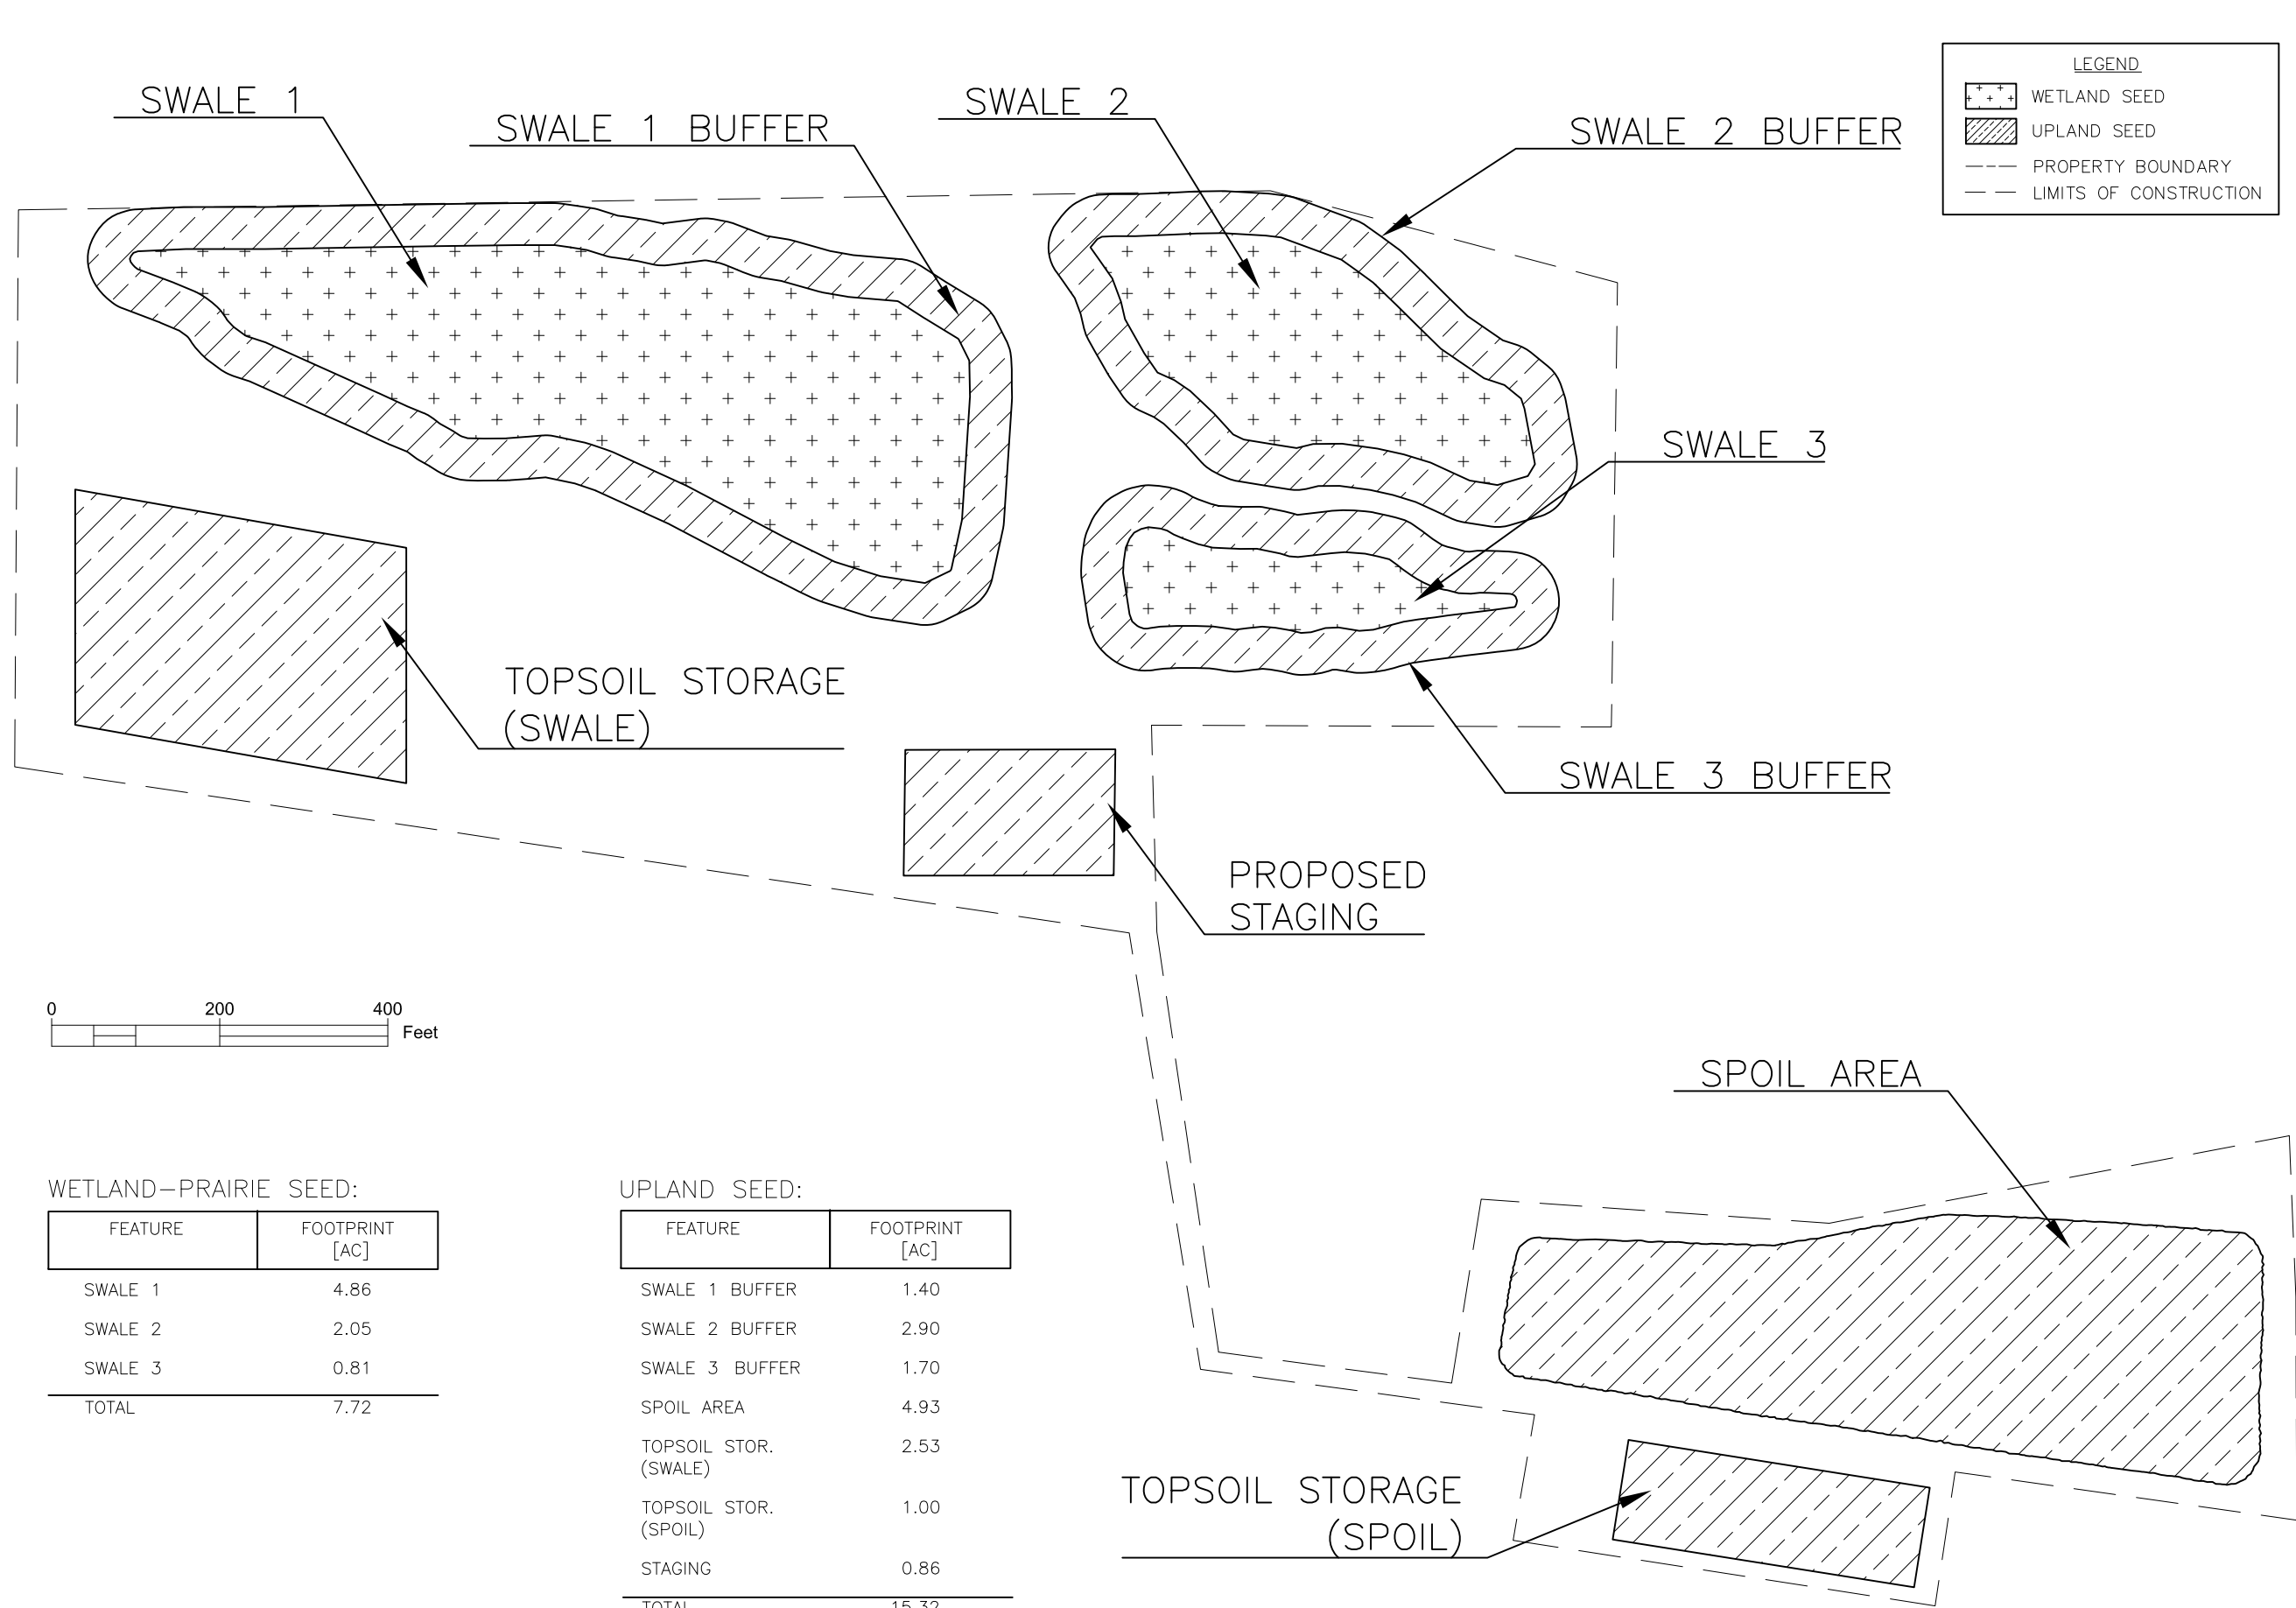 LEGEND
WETLAND SEED
UPLAND SEED
PROPERTY BOUNDARY
LIMITS OF CONSTRUCTION
SWALE 1
SWALE 1 BUFFER
SWALE 2
SWALE 2 BUFFER
SWALE 3
TOPSOIL STORAGE
(SWALE)
SWALE 3 BUFFER
PROPOSED
STAGING
0 200 400
Feet
SPOIL AREA
TOPSOIL STORAGE
(SPOIL)
WETLAND-PRAIRIE SEED:
FEATURE FOOTPRINT
[AC]
SWALE 1 4.86
SWALE 2 2.05
SWALE 3 0.81
TOTAL 7.72
UPLAND SEED:
FEATURE FOOTPRINT
[AC]
SWALE 1 BUFFER 1.40
SWALE 2 BUFFER 2.90
SWALE 3 BUFFER 1.70
SPOIL AREA 4.93
TOPSOIL STOR. 2.53
(SWALE)
TOPSOIL STOR. 1.00
(SPOIL)
STAGING 0.86
TOTAL 15.32